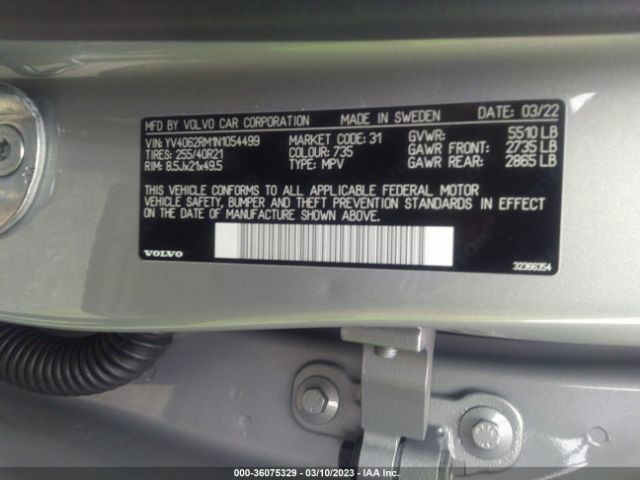 MFD BY VOLVO CAR CORPORATION MADE IN SWEDEN DATE: 03/22
VIN: YV4062RM1N1054499 MARKET CODE: 31 GVWR: 5510 LB
TIRES: 255/40R21 COLOUR: 735 GAWR FRONT: 2735 LB
RIM: 8.5Jx21x49.5 TYPE: MPV GAWR REAR: 2865 LB
THIS VEHICLE CONFORMS TO ALL APPLICABLE FEDERAL MOTOR
VEHICLE SAFETY, BUMPER AND THEFT PREVENTION STANDARDS IN EFFECT
ON THE DATE OF MANUFACTURE SHOWN ABOVE.
VOLVO 32366354
000-36075329 - 03/10/2023 - IAA Inc.